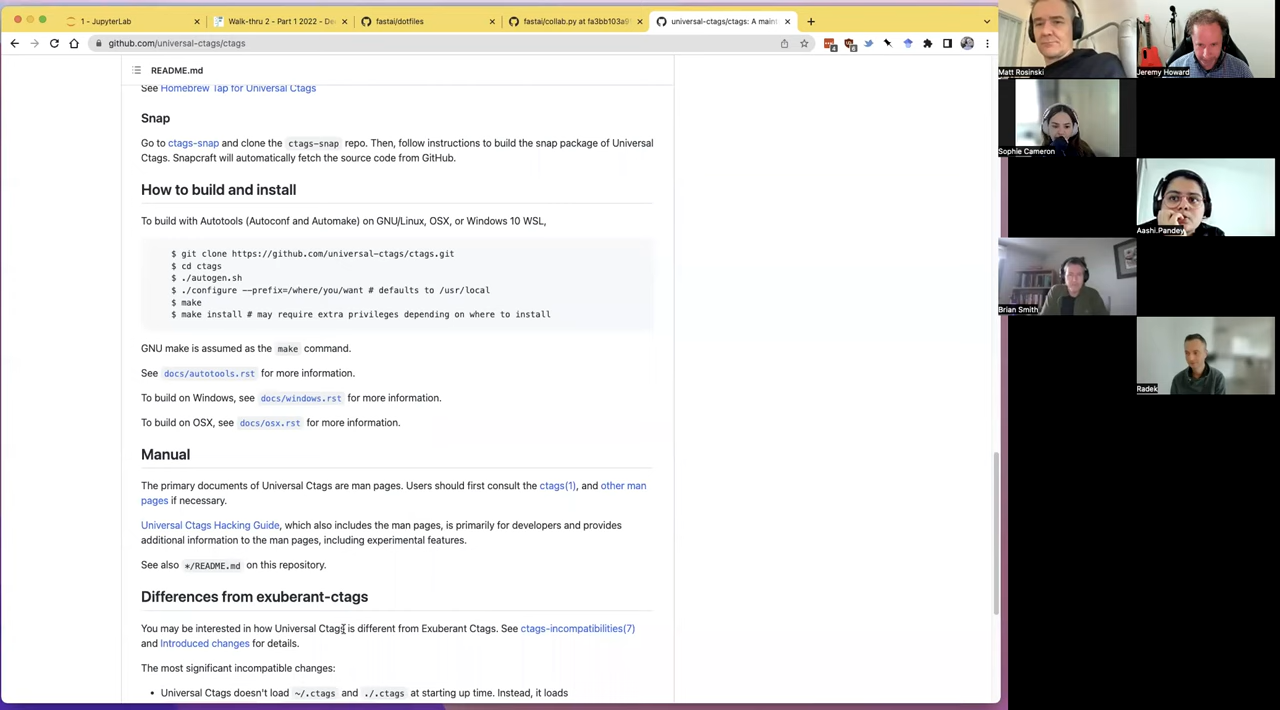 1 - JupyterLab
Walk-thru 2 - Part 1 2022 - De
fastai/dotfiles
fastai/collab.py at fa3bb103a9
universal-ctags/ctags: A maint
github.com/universal-ctags/ctags
README.md
See Homebrew Tap for Universal Ctags
Snap
Go to ctags-snap and clone the ctags-snap repo. Then, follow instructions to build the snap package of Universal
Ctags. Snapcraft will automatically fetch the source code from GitHub.
How to build and install
To build with Autotools (Autoconf and Automake) on GNU/Linux, OSX, or Windows 10 WSL,
$ git clone https://github.com/universal-ctags/ctags.git
$ cd ctags
$ ./autogen.sh
$ ./configure --prefix=/where/you/want # defaults to /usr/local
$ make
$ make install # may require extra privileges depending on where to install
GNU make is assumed as the make command.
See docs/autotools.rst for more information.
To build on Windows, see docs/windows.rst for more information.
To build on OSX, see docs/osx.rst for more information.
Manual
The primary documents of Universal Ctags are man pages. Users should first consult the ctags(1), and other man
pages if necessary.
Universal Ctags Hacking Guide, which also includes the man pages, is primarily for developers and provides
additional information to the man pages, including experimental features.
See also */README.md on this repository.
Differences from exuberant-ctags
You may be interested in how Universal Ctags is different from Exuberant Ctags. See ctags-incompatibilities(7)
and Introduced changes for details.
The most significant incompatible changes:
• Universal Ctags doesn't load ~/.ctags and ./.ctags at starting up time. Instead, it loads
Matt Rosinski
Jeremy Howard
Sophie Cameron
Aashi.Pandey
Brian Smith
Radek